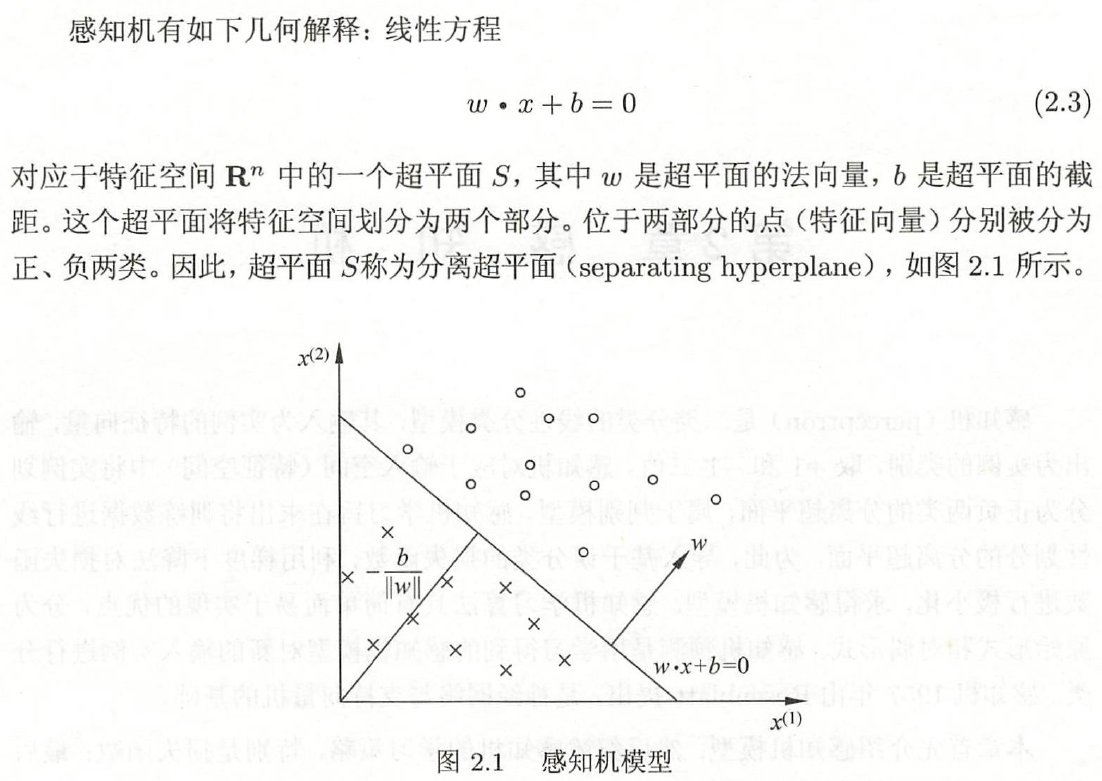 感知机有如下几何解释：线性方程
w • x + b = 0 (2.3)
对应于特征空间 Rⁿ 中的一个超平面 S，其中 w 是超平面的法向量，b 是超平面的截
距。这个超平面将特征空间划分为两个部分。位于两部分的点（特征向量）分别被分为
正、负两类。因此，超平面 S称为分离超平面（separating hyperplane），如图 2.1 所示。
x(2)
w
-b/‖w‖
w•x+b=0
x(1)
图 2.1 感知机模型